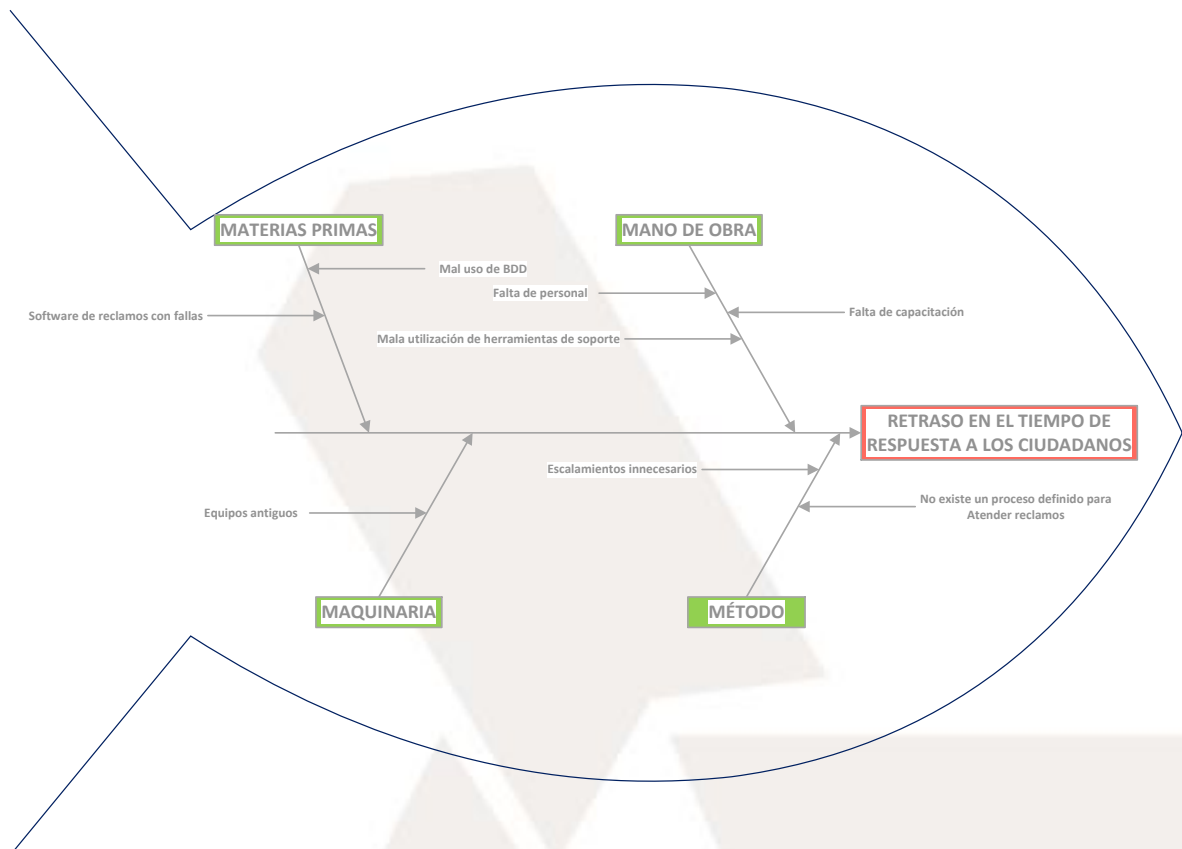 MATERIAS PRIMAS
MANO DE OBRA
Mal uso de BDD
Falta de personal
Software de reclamos con fallas
Falta de capacitación
Mala utilización de herramientas de soporte
RETRASO EN EL TIEMPO DE
RESPUESTA A LOS CIUDADANOS
Escalamientos innecesarios
Equipos antiguos
No existe un proceso definido para
Atender reclamos
MAQUINARIA
MÉTODO